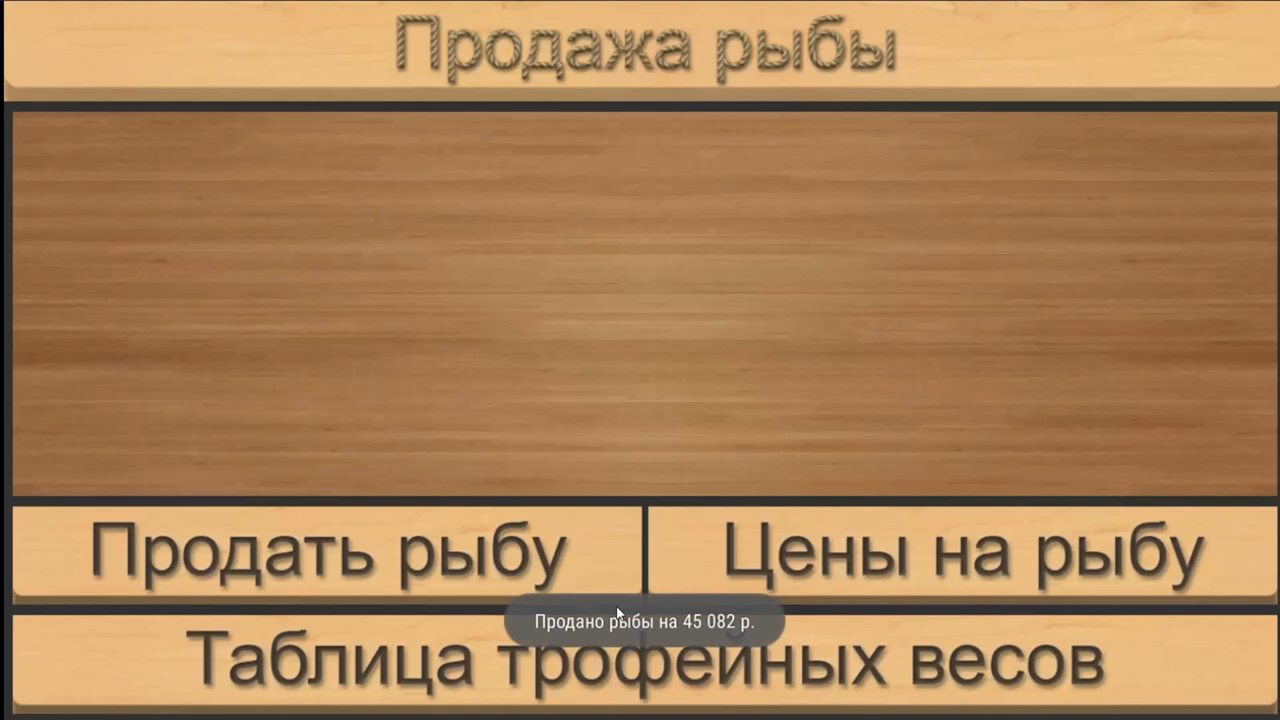 Продажа рыбы
Продать рыбу
Цены на рыбу
Продано рыбы на 45 082 р.
Таблица трофейных весов